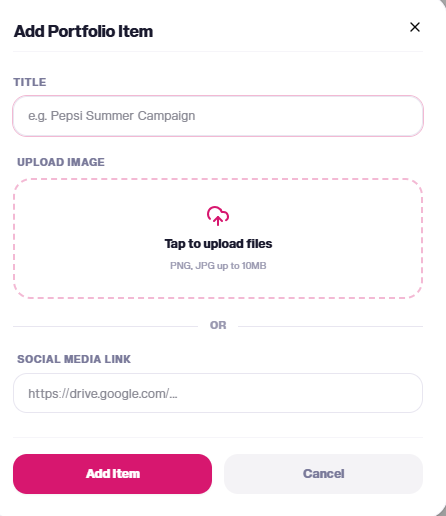 Add Portfolio Item
TITLE
e.g. Pepsi Summer Campaign
UPLOAD IMAGE
Tap to upload files
PNG, JPG up to 10MB
OR
SOCIAL MEDIA LINK
https://drive.google.com/...
Add Item
Cancel